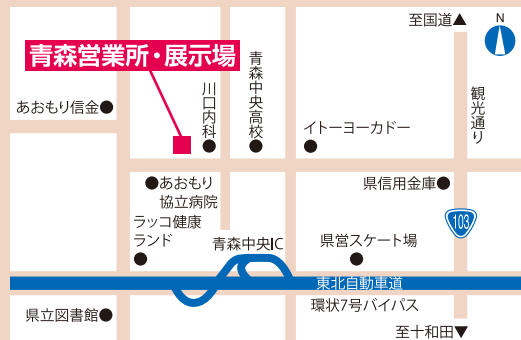 至国道▲
N
青森営業所・展示場
あおもり信金●
川口内科
青森中央高校
イトーヨーカドー
観光通り
●あおもり
協立病院
県信用金庫●
ラッコ健康
ランド
103
青森中央IC
県営スケート場
東北自動車道
環状7号バイパス
県立図書館●
至十和田▼